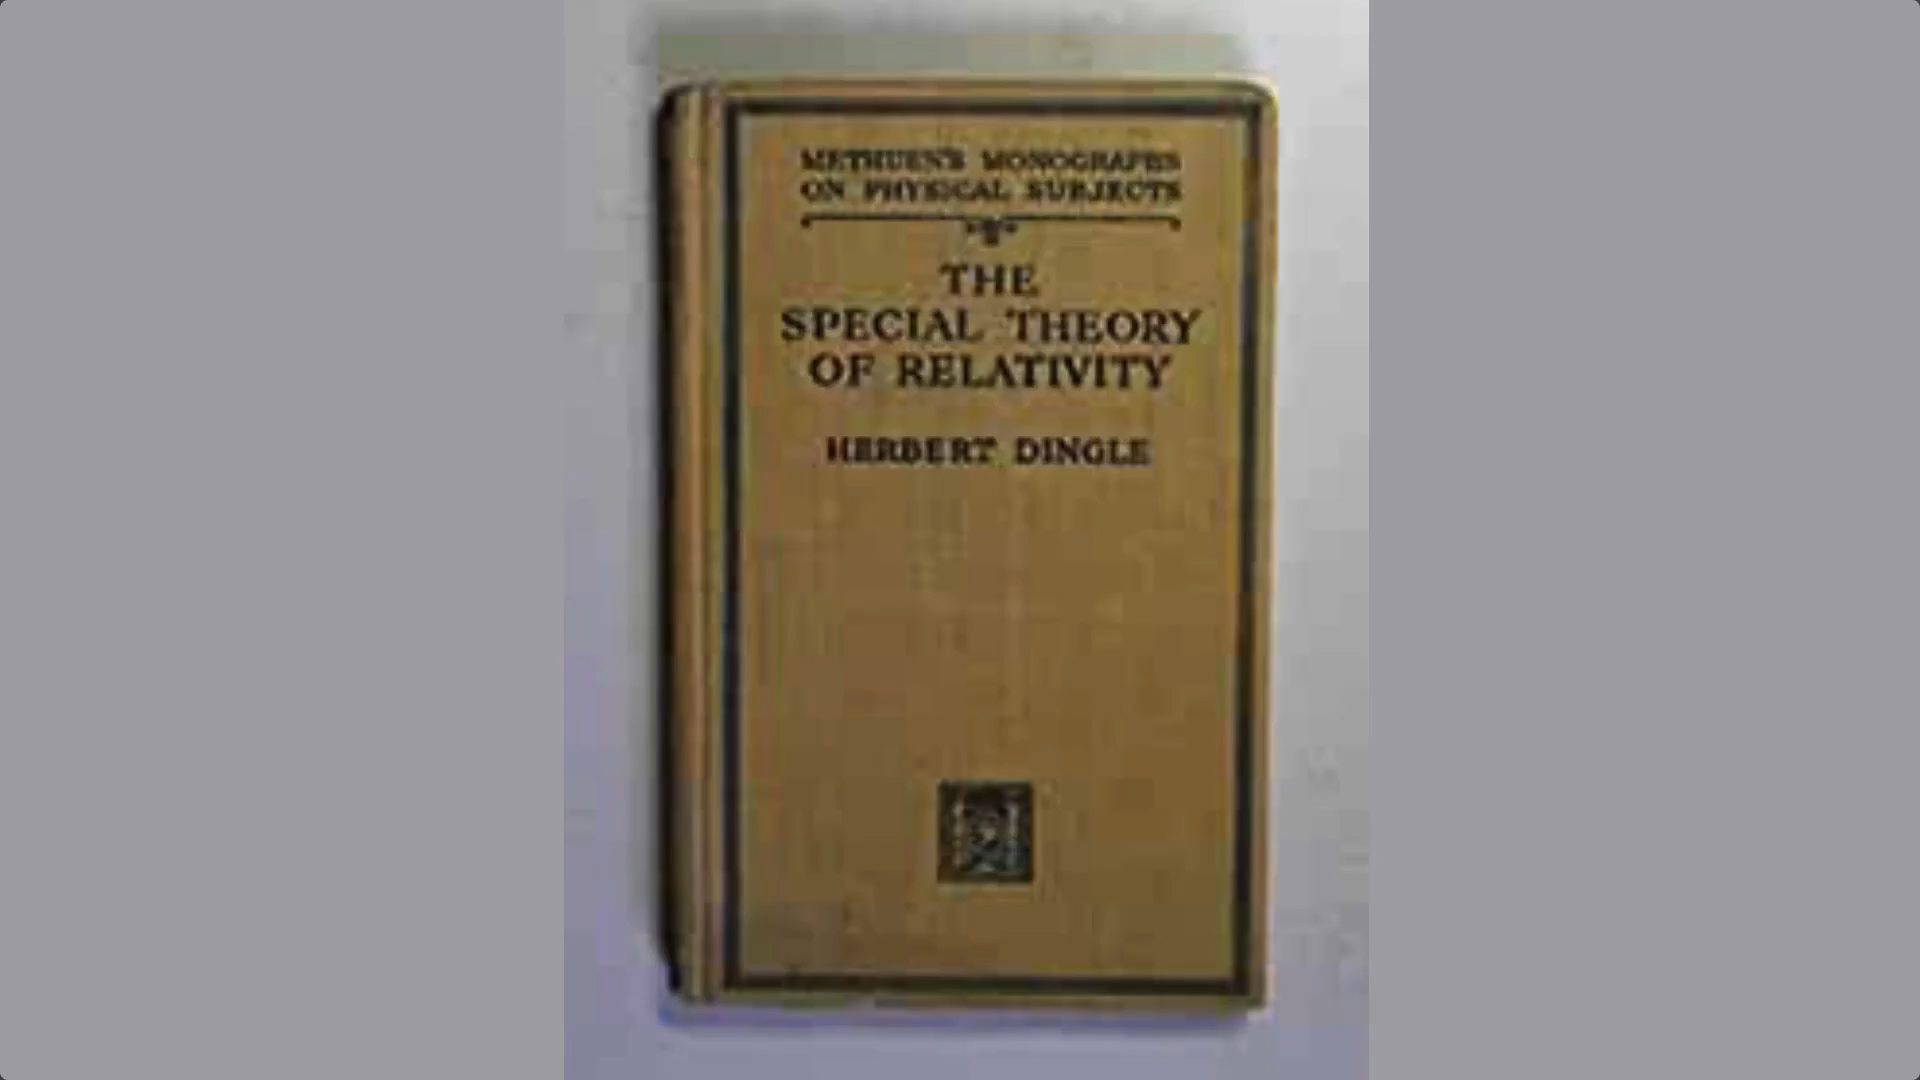 METHUEN'S MONOGRAPHS
ON PHYSICAL SUBJECTS
THE
SPECIAL THEORY
OF RELATIVITY
HERBERT DINGLE